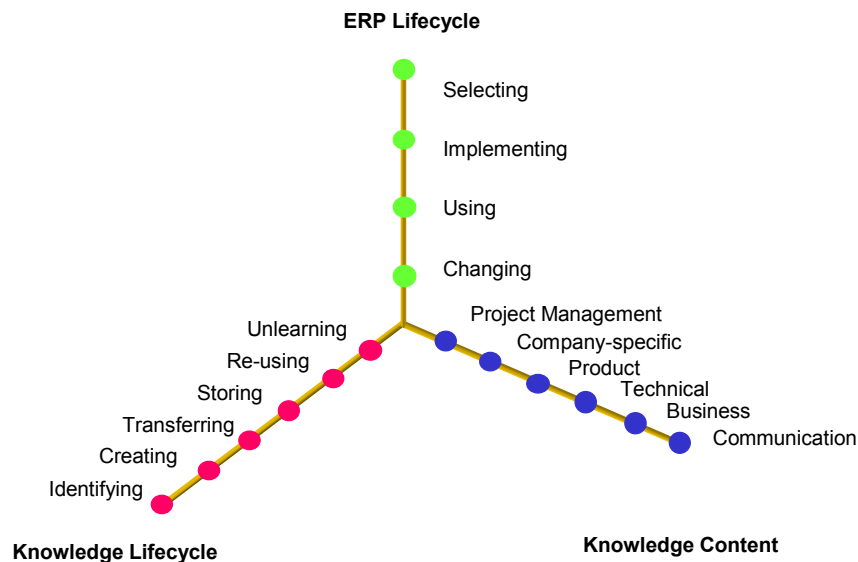 ERP Lifecycle
Selecting
Implementing
Using
Changing
Project Management
Company-specific
Product
Technical
Business
Communication
Unlearning
Re-using
Storing
Transferring
Creating
Identifying
Knowledge Lifecycle
Knowledge Content